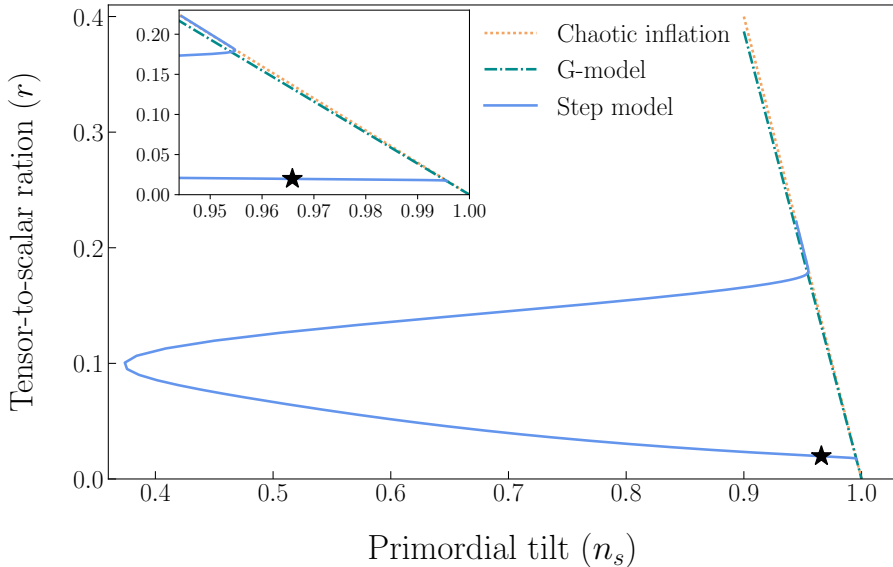 Tensor-to-scalar ration (r)
0.4
0.3
0.2
0.1
0.0
0.20
0.15
0.10
0.05
0.00
0.95 0.96 0.97 0.98 0.99 1.00
Chaotic inflation
G-model
Step model
0.4 0.5 0.6 0.7 0.8 0.9 1.0
Primordial tilt (n_s)